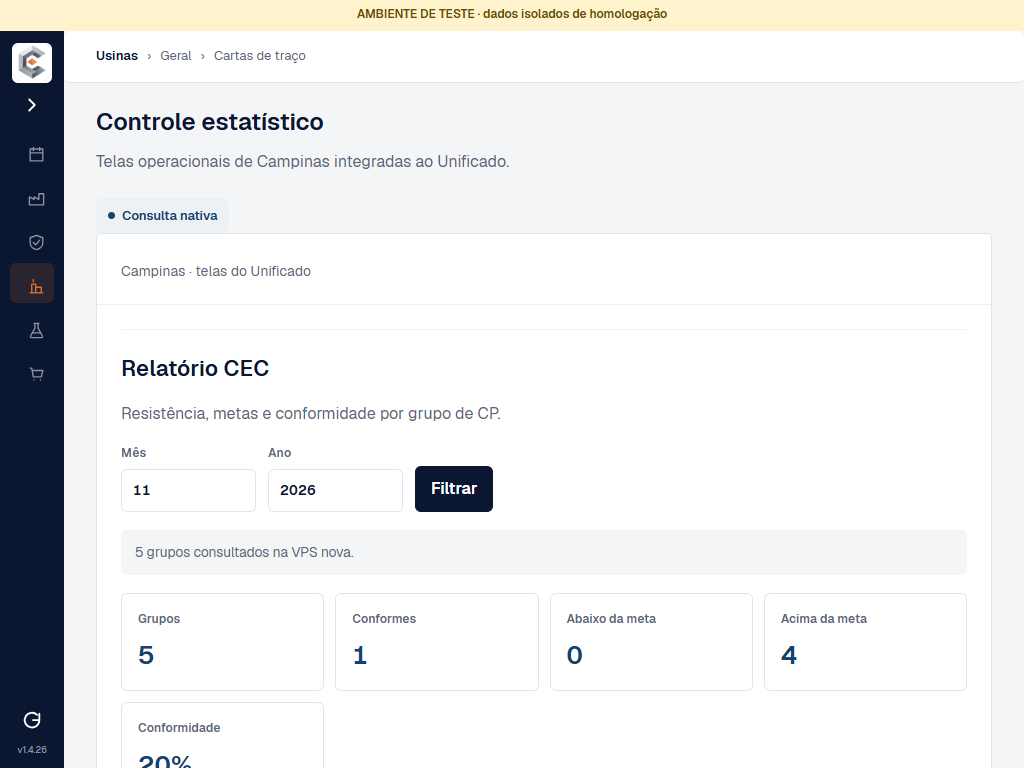 AMBIENTE DE TESTE · dados isolados de homologação
Usinas › Geral › Cartas de traço
Controle estatístico
Telas operacionais de Campinas integradas ao Unificado.
Consulta nativa
Campinas · telas do Unificado
Relatório CEC
Resistência, metas e conformidade por grupo de CP.
Mês
Ano
11
2026
Filtrar
5 grupos consultados na VPS nova.
Grupos
5
Conformes
1
Abaixo da meta
0
Acima da meta
4
Conformidade
20%
v1.4.26